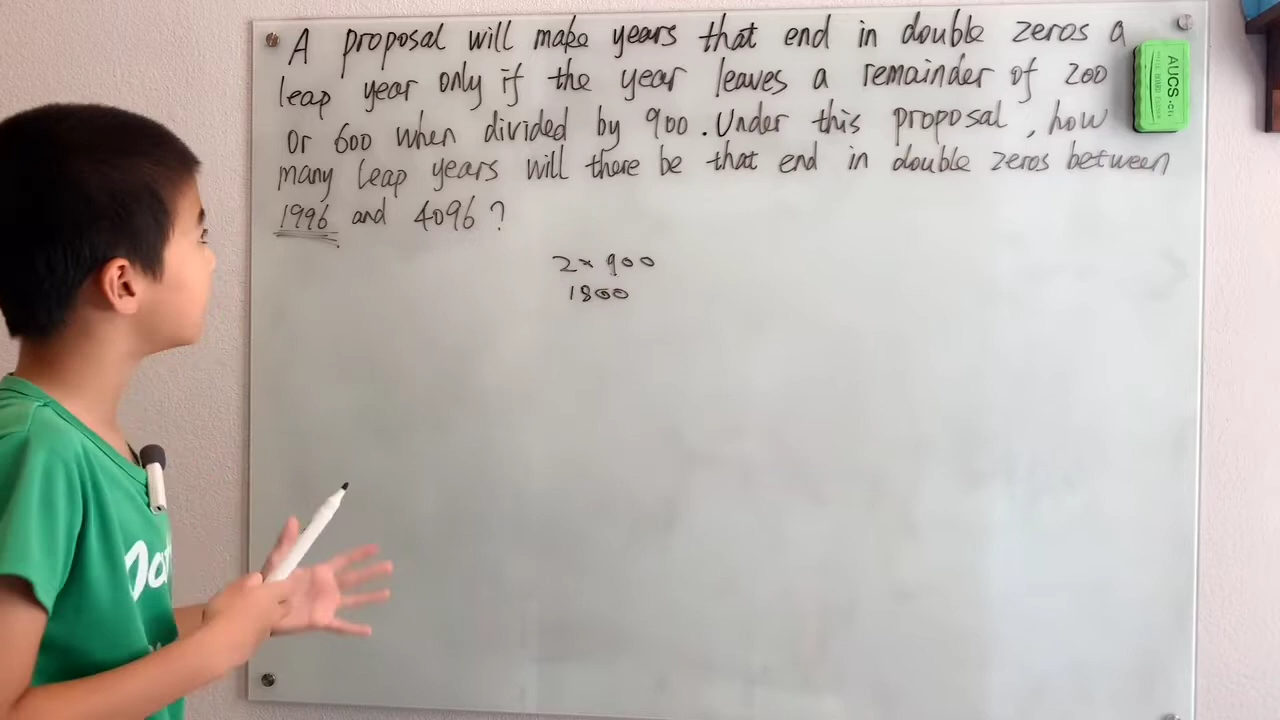 A proposal will make years that end in double zeros a
leap year only if the year leaves a remainder of 200
or 600 when divided by 900. Under this proposal, how
many leap years will there be that end in double zeros between
1996 and 4096?
2× 900
1800
AUCS